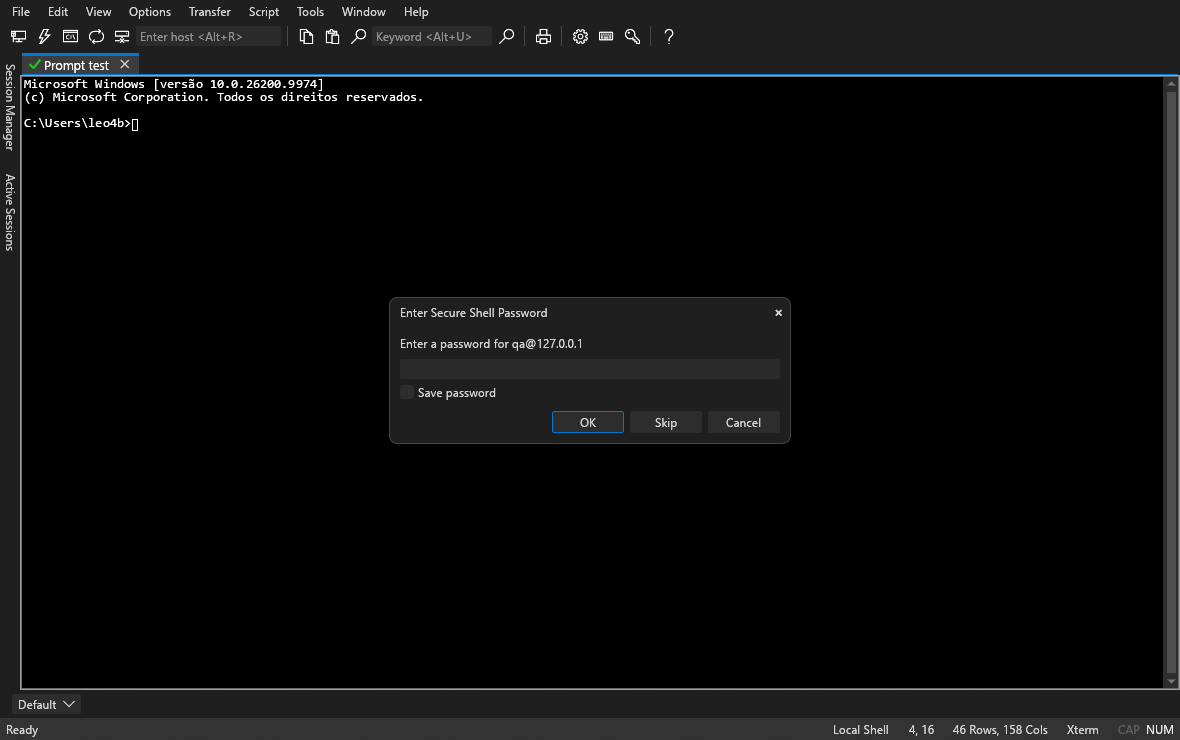 File Edit View Options Transfer Script Tools Window Help
Enter host <Alt+R> Keyword <Alt+U>
Prompt test
Session Manager
Active Sessions
Microsoft Windows [versão 10.0.26200.9974]
(c) Microsoft Corporation. Todos os direitos reservados.
C:\Users\leo4b>
Enter Secure Shell Password
Enter a password for qa@127.0.0.1
Save password
OK Skip Cancel
Default
Ready Local Shell 4, 16 46 Rows, 158 Cols Xterm CAP NUM